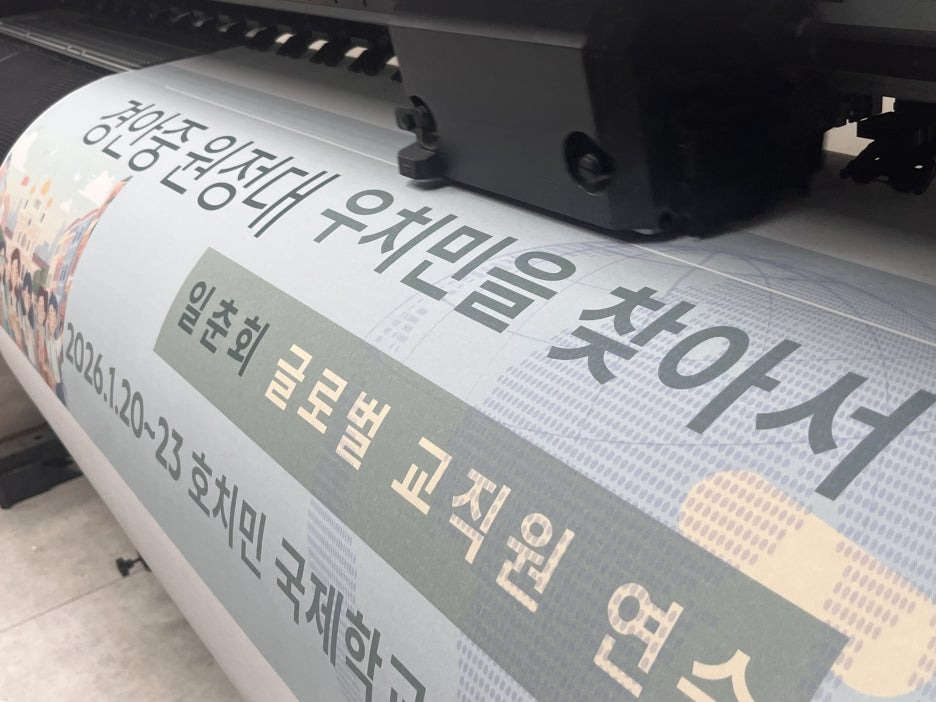 경안중원정대 우치민을 찾아서
일춘회 글로벌 교직원 연수
2026.1.20~23 호치민 국제학교